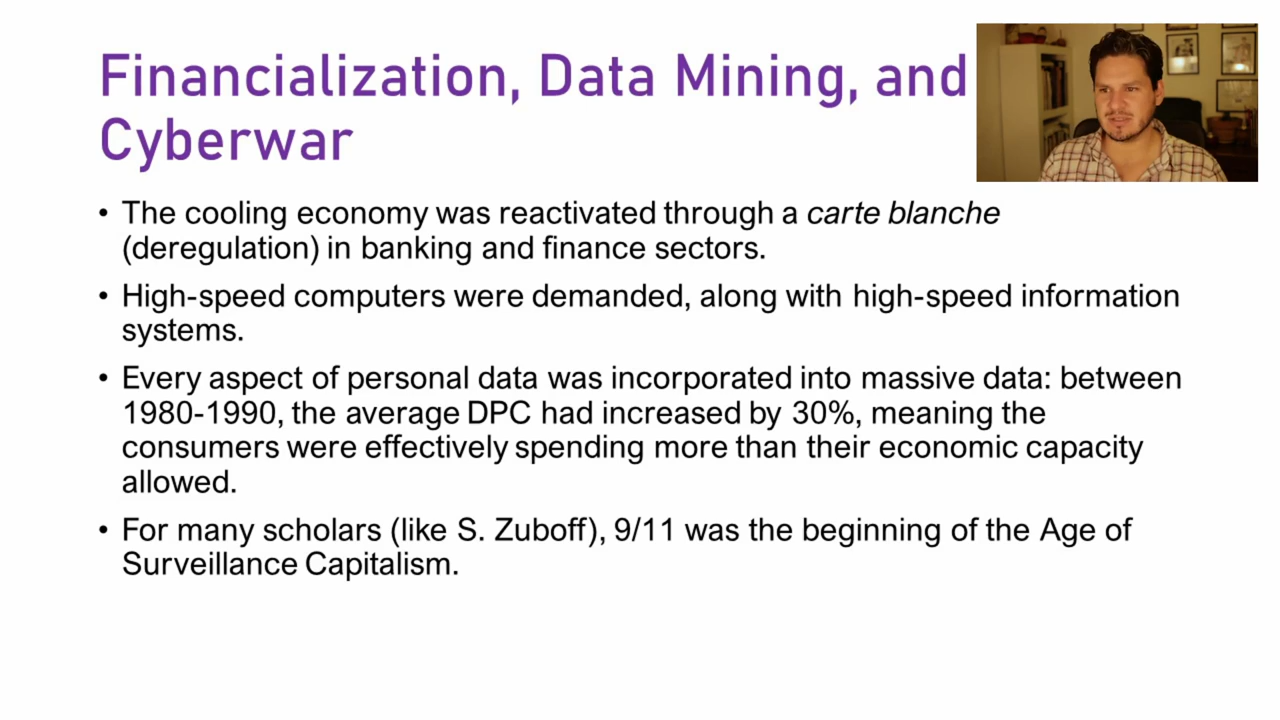 Financialization, Data Mining, and
Cyberwar
• The cooling economy was reactivated through a carte blanche
(deregulation) in banking and finance sectors.
• High-speed computers were demanded, along with high-speed information
systems.
• Every aspect of personal data was incorporated into massive data: between
1980-1990, the average DPC had increased by 30%, meaning the
consumers were effectively spending more than their economic capacity
allowed.
• For many scholars (like S. Zuboff), 9/11 was the beginning of the Age of
Surveillance Capitalism.